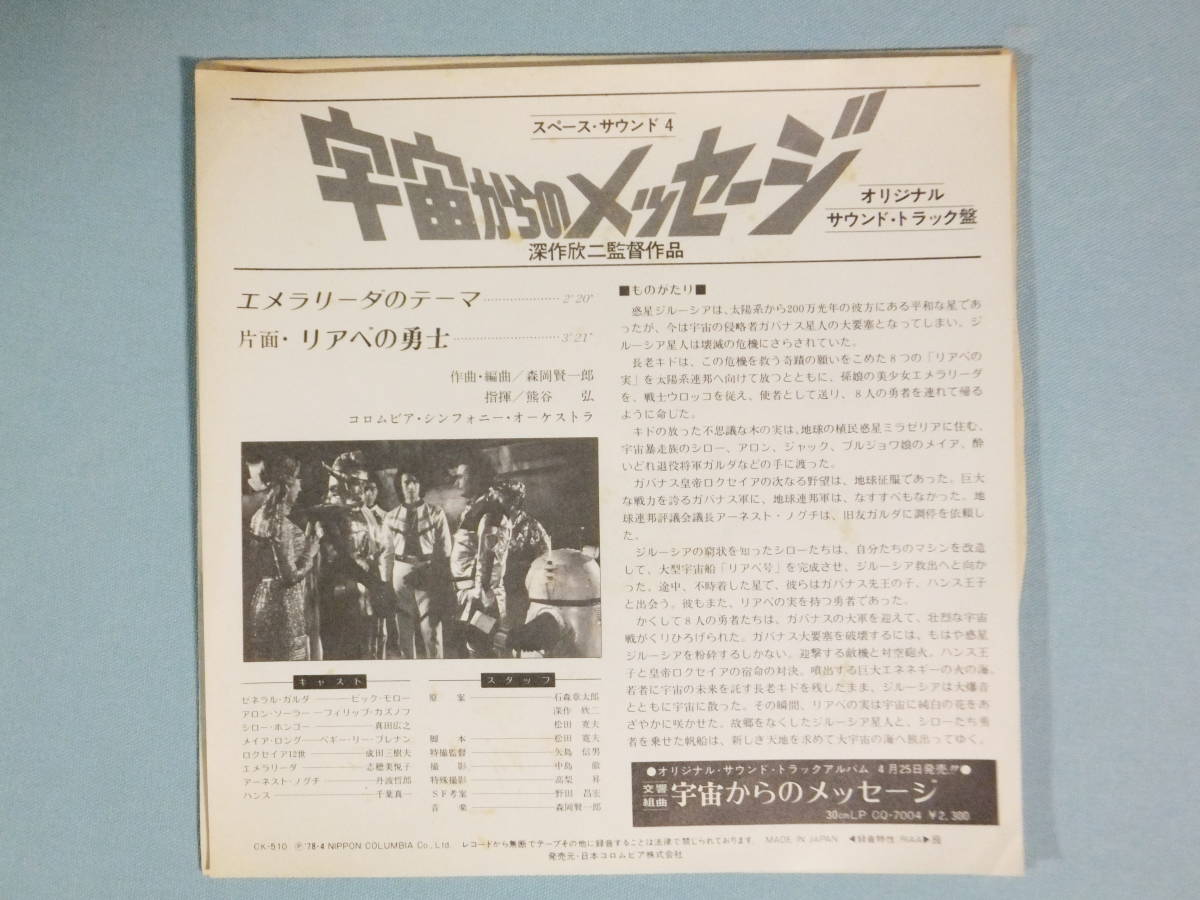 スペース・サウンド 4
宇宙からのメッセージ
オリジナル
サウンド・トラック盤
深作欣二監督作品
エメラリーダのテーマ 2'20"
片面・リアベの勇士 3'21"
作曲・編曲／森岡賢一郎
指揮／熊谷 弘
コロムビア・シンフォニー・オーケストラ
■ものがたり■
惑星ジルーシアは、太陽系から200万光年の彼方にある平和な星であ
ったが、今は宇宙の侵略者ガバナス星人の大要塞となってしまい、ジ
ルーシア星人は壊滅の危機にさらされていた。
長老キドは、この危機を救う奇蹟の願いをこめた8つの「リアベの
実」を太陽系連邦へ向けて放つとともに、孫娘の美少女エメラリーダ
を、戦士ウロッコを従え、使者として送り、8人の勇者を連れて帰る
ように命じた。
キドの放った不思議な木の実は、地球の植民惑星ミラゼリアに住む、
宇宙暴走族のシロー、アロン、ジャック、ブルジョワ娘のメイア、酔
いどれ退役将軍ガルダなどの手に渡った。
ガバナス皇帝ロクセイアの次なる野望は、地球征服であった。巨大
な戦力を誇るガバナス軍に、地球連邦軍は、なすすべもなかった。地
球連邦評議会議長アーネスト・ノグチは、旧友ガルダに調停を依頼し
た。
ジルーシアの窮状を知ったシローたちは、自分たちのマシンを改造
して、大型宇宙船「リアベ号」を完成させ、ジルーシア救出へと向か
った。途中、不時着した星で、彼らはガバナス先王の子、ハンス王子
と出会う。彼もまた、リアベの実を持つ勇者であった。
かくして8人の勇者たちは、ガバナスの大軍を迎えて、壮烈な宇宙
戦がくりひろげられた。ガバナス大要塞を破壊するには、もはや惑星
ジルーシアを粉砕するしかない。迎撃する敵機と対空砲火。ハンス王
子と皇帝ロクセイアの宿命の対決。噴出する巨大エネネギーの火の海。
若者に宇宙の未来を託す長老キドを残したまま、ジルーシアは大爆音
とともに宇宙に散った。その瞬間、リアベの実は宇宙に純白の花をあ
ざやかに咲かせた。故郷をなくしたジルーシア星人と、シローたち勇
者を乗せた帆船は、新しき天地を求めて大宇宙の海へ旅出ってゆく。
キャスト
ゼネラル・ガルダ――ビック・モロー
アロン・ソーラー――フィリップ・カズノフ
シロー・ホンゴー――真田広之
メイア・ロング――ペギー・リー・ブレナン
ロクセイア12世――成田三樹夫
エメラリーダ――志穂美悦子
アーネスト・ノグチ――丹波哲郎
ハンス――千葉真一
スタッフ
原案――石森章太郎
深作 欣二
松田 寛夫
脚本――松田 寛夫
特撮監督――矢島 信男
撮影――中島 徹
特殊撮影――高梨 昇
SF考案――野田 昌宏
音楽――森岡賢一郎
●オリジナル・サウンド・トラックアルバム 4月25日発売!!●
交響組曲 宇宙からのメッセージ
30cmLP CQ-7004 ¥2,300
CK-510 Ⓟ'78・4 NIPPON COLUMBIA Co., Ltd. レコードから無断でテープその他に録音することは法律で禁じられております。 MADE IN JAPAN ◀録音特性：RIAA▶
発売元・日本コロムビア株式会社